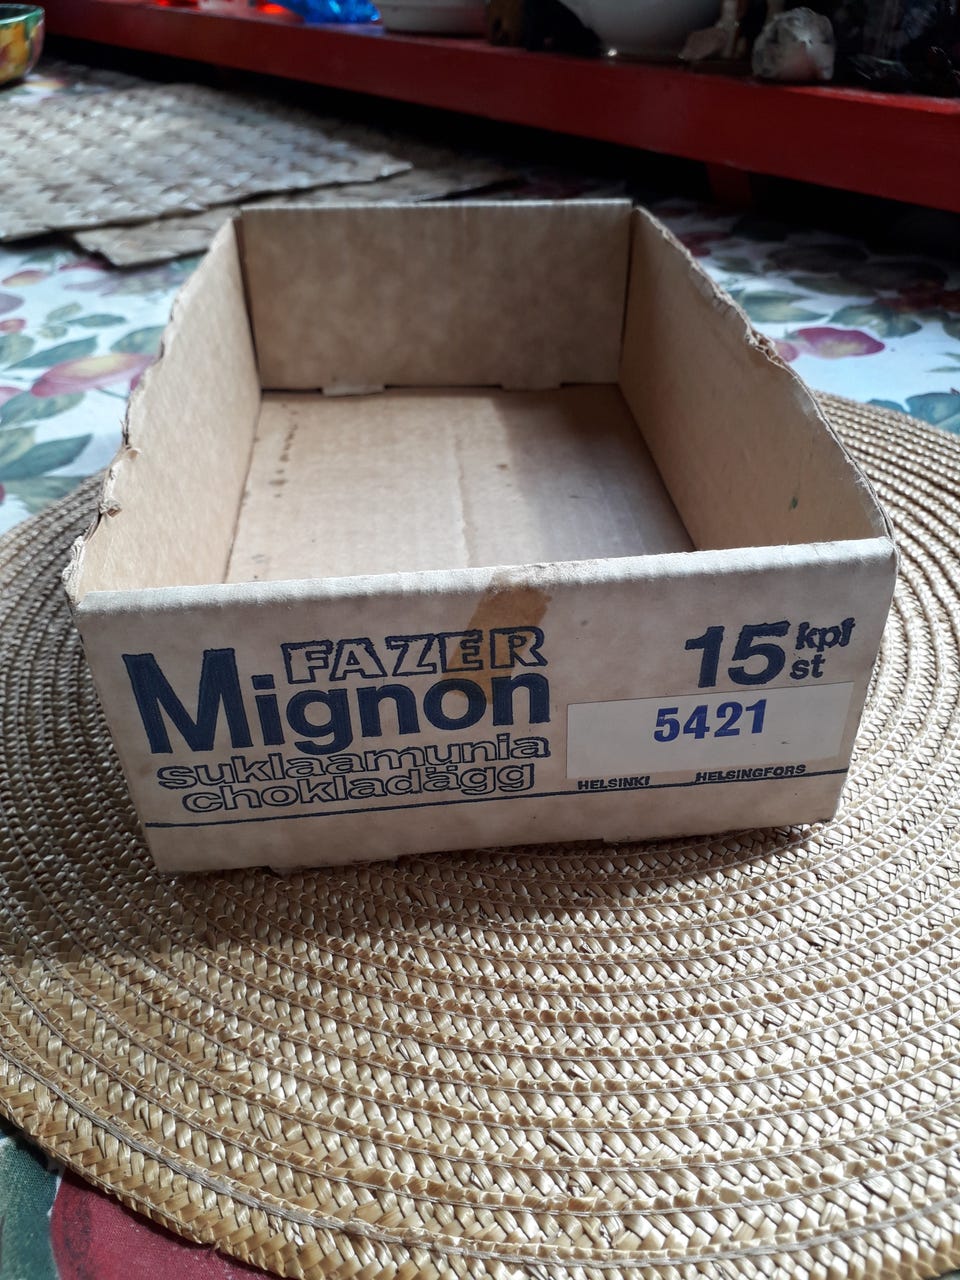 FAZER
Mignon
suklaamunia
chokladägg
15 kpl
st
5421
HELSINKI HELSINGFORS